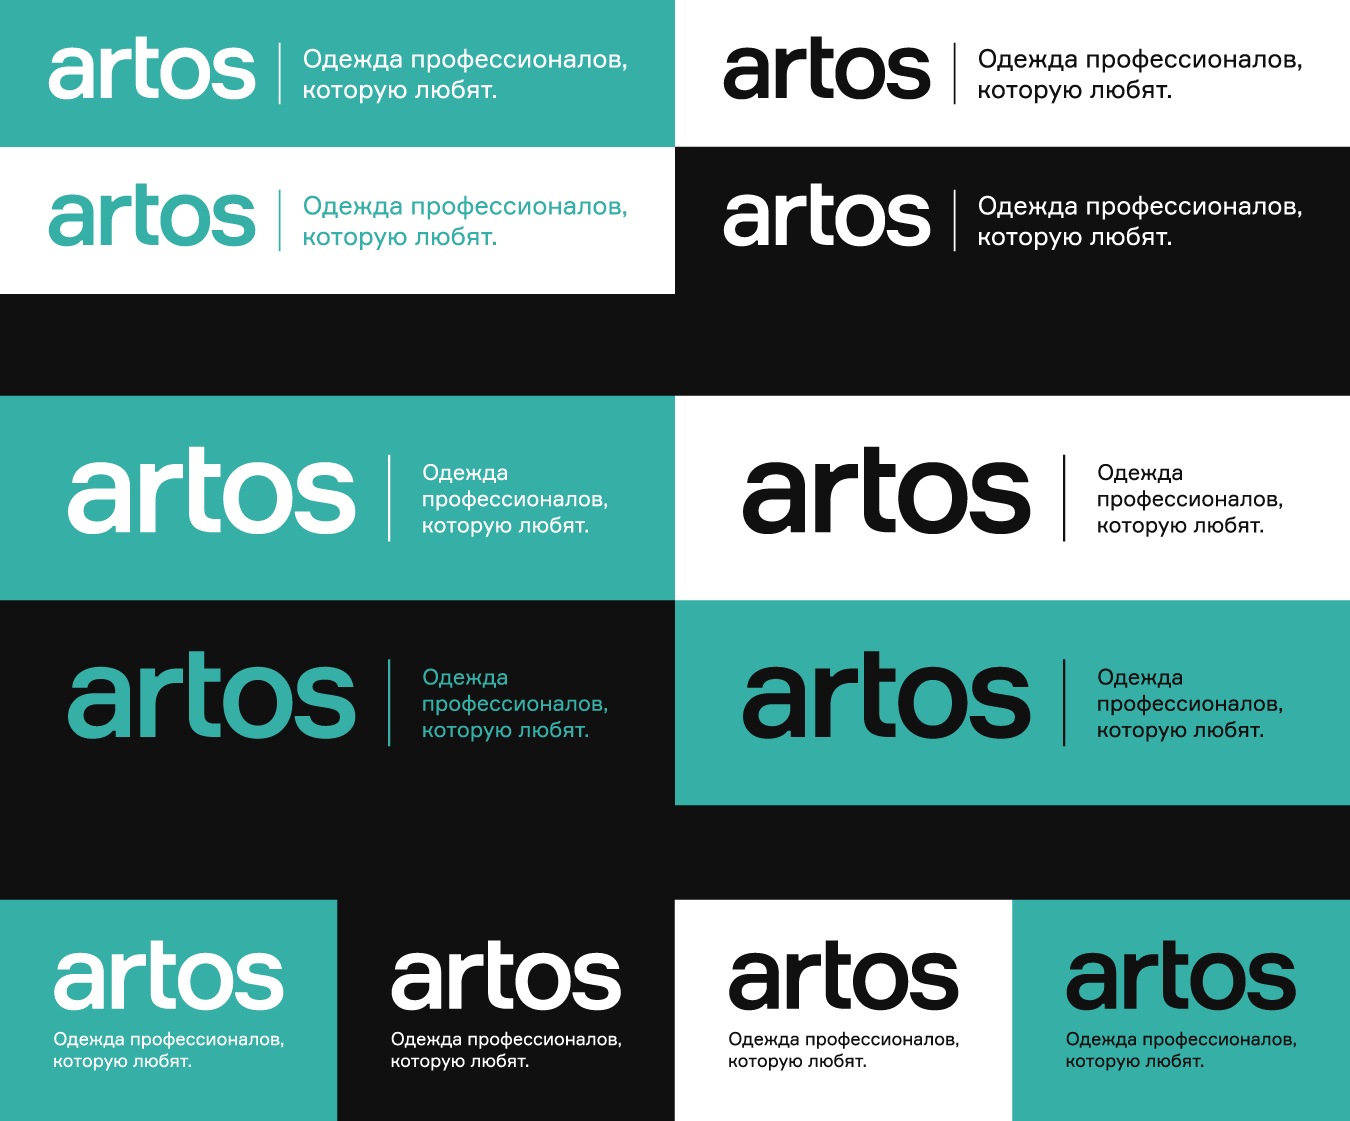 artos
Одежда профессионалов,
которую любят.
artos
Одежда профессионалов,
которую любят.
artos
Одежда профессионалов,
которую любят.
artos
Одежда профессионалов,
которую любят.
artos
Одежда
профессионалов,
которую любят.
artos
Одежда
профессионалов,
которую любят.
artos
Одежда
профессионалов,
которую любят.
artos
Одежда
профессионалов,
которую любят.
artos
Одежда профессионалов,
которую любят.
artos
Одежда профессионалов,
которую любят.
artos
Одежда профессионалов,
которую любят.
artos
Одежда профессионалов,
которую любят.